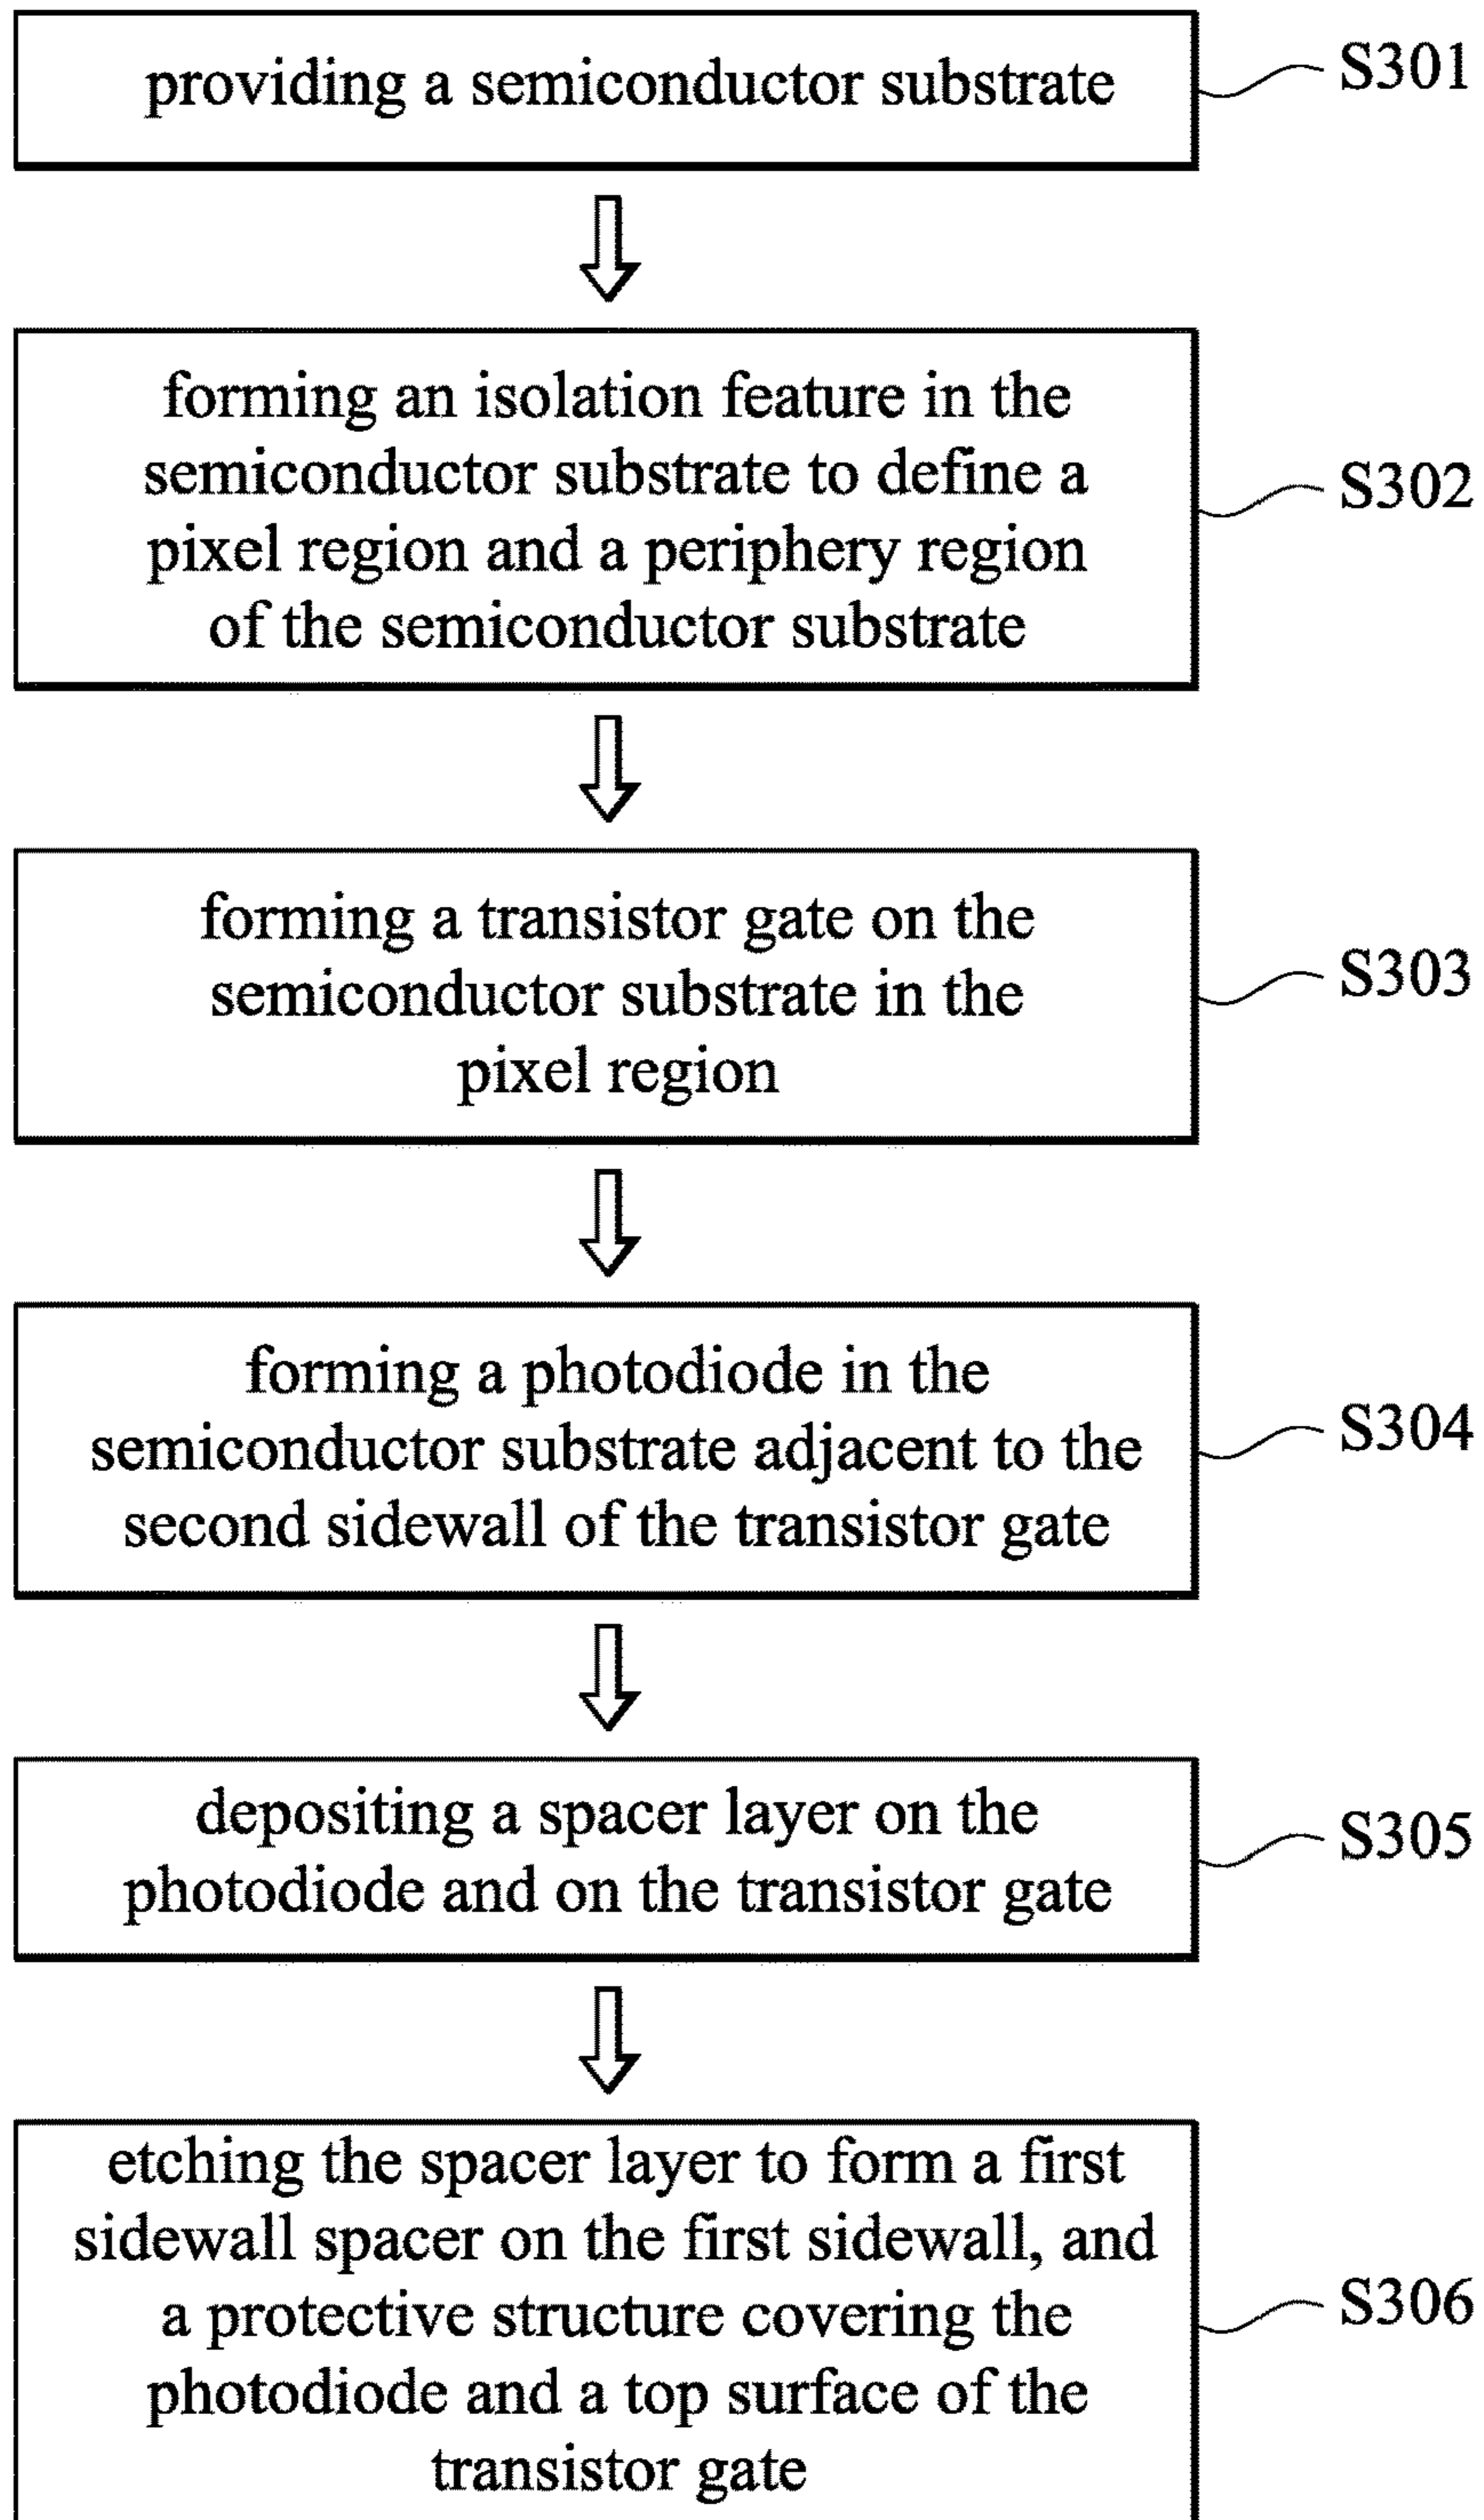 providing a semiconductor substrate
S301
forming an isolation feature in the
semiconductor substrate to define a
pixel region and a periphery region
of the semiconductor substrate
S302
forming a transistor gate on the
semiconductor substrate in the
pixel region
S303
forming a photodiode in the
semiconductor substrate adjacent to the
second sidewall of the transistor gate
S304
depositing a spacer layer on the
photodiode and on the transistor gate
S305
etching the spacer layer to form a first
sidewall spacer on the first sidewall, and
a protective structure covering the
photodiode and a top surface of the
transistor gate
S306